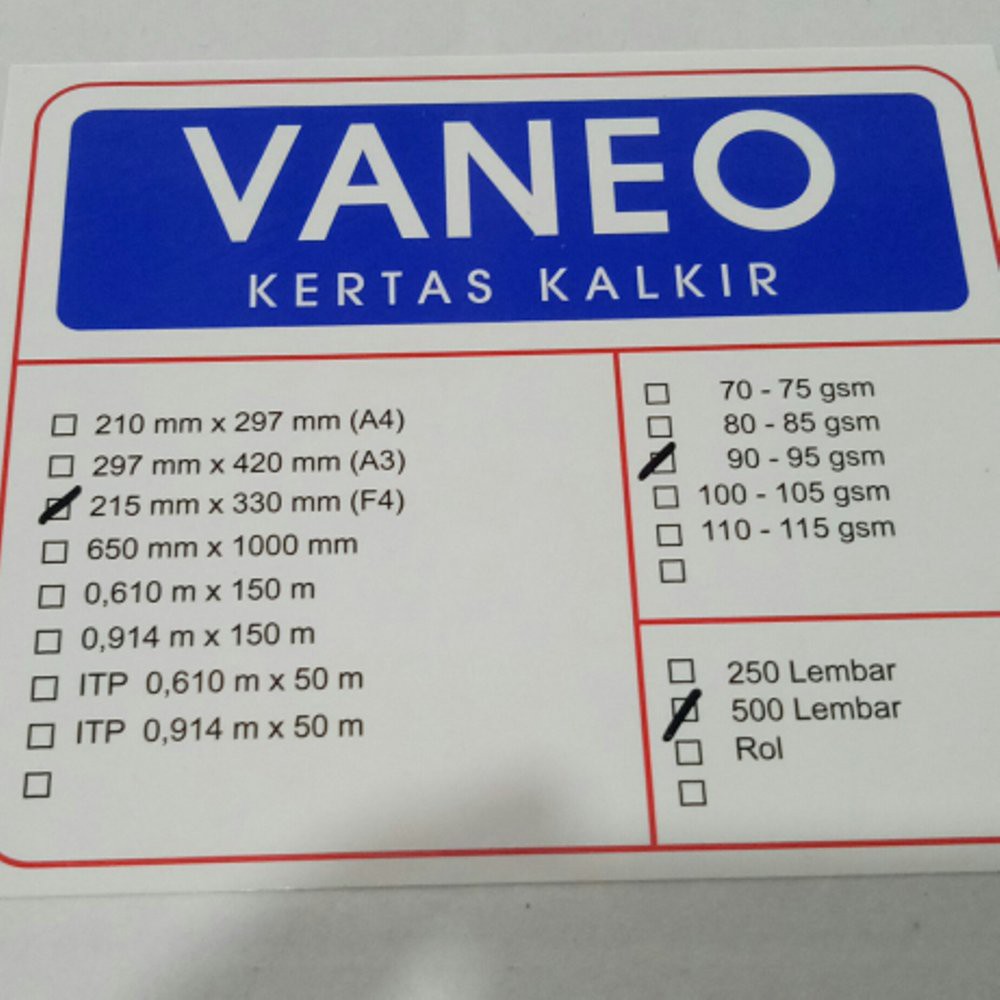 VANEO
KERTAS KALKIR
210 mm x 297 mm (A4)
297 mm x 420 mm (A3)
215 mm x 330 mm (F4)
650 mm x 1000 mm
0,610 m x 150 m
0,914 m x 150 m
ITP 0,610 m x 50 m
ITP 0,914 m x 50 m
70 - 75 gsm
80 - 85 gsm
90 - 95 gsm
100 - 105 gsm
110 - 115 gsm
250 Lembar
500 Lembar
Rol